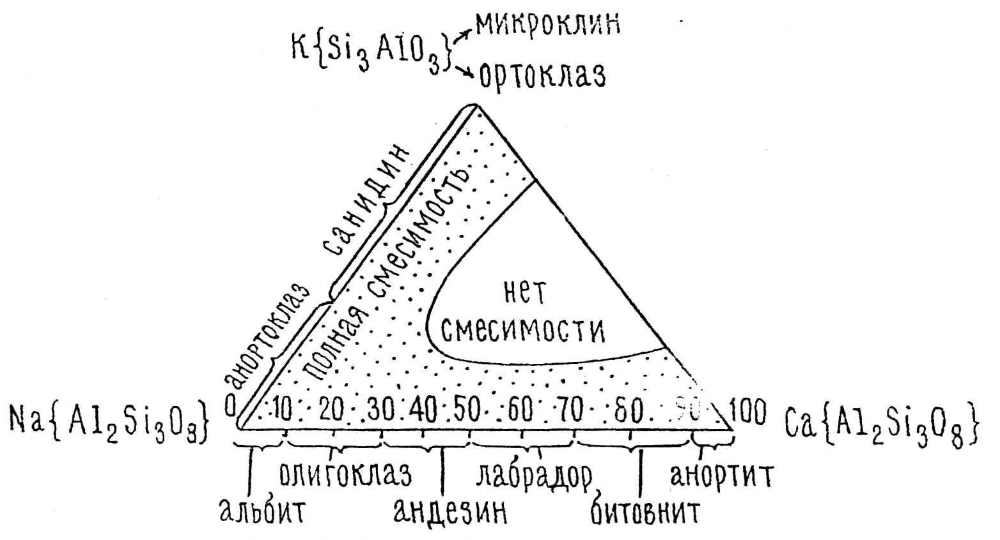 микроклин
K{Si₃AlO₃}
ортоклаз
санидин
анортоклаз
полная смесимость
нет
смесимости
Na{Al₂Si₃O₈}
0 10 20 30 40 50 60 70 80 90 100
Ca{Al₂Si₃O₈}
олигоклаз
лабрадор
анортит
альбит
андезин
битовнит